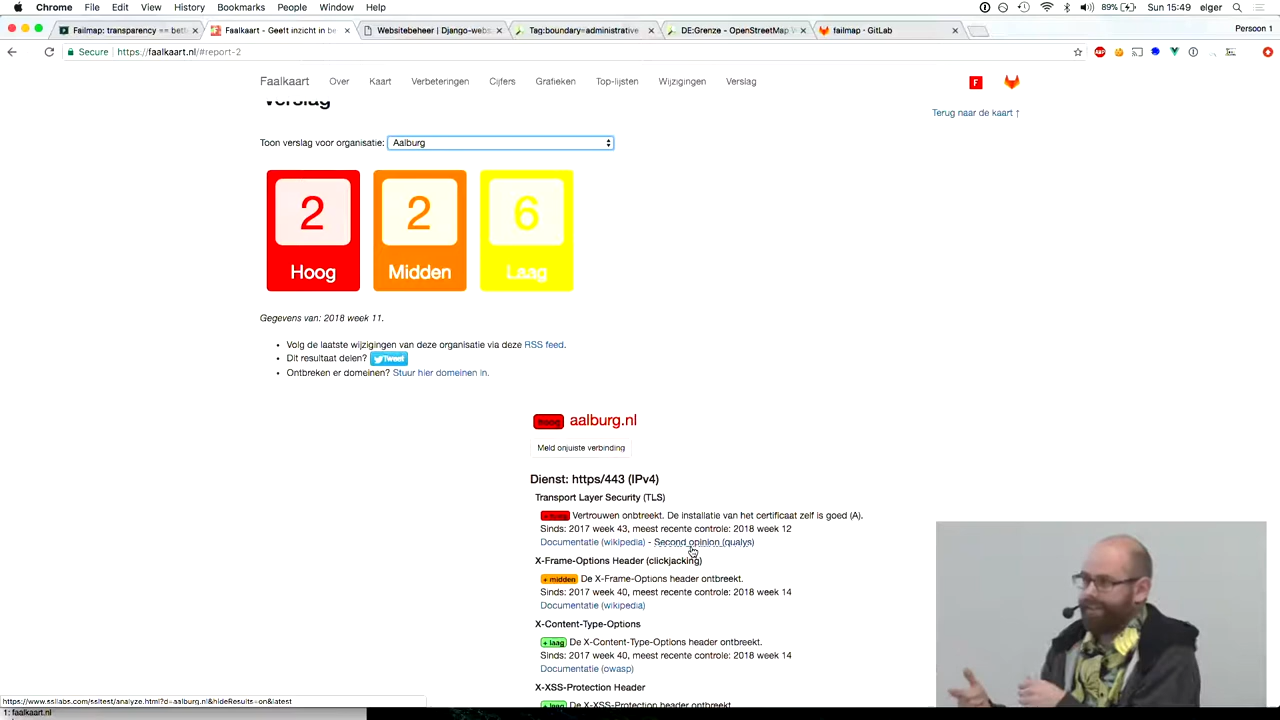 Chrome File Edit View History Bookmarks People Window Help 89% Sun 15:49 elger
Failmap: transparency == bett Faalkaart - Geeft inzicht in be Websitebeheer | Django-webs Tag:boundary=administrative DE:Grenze - OpenStreetMap W failmap · GitLab Persoon 1
Secure https://faalkaart.nl/#report-2
Faalkaart Over Kaart Verbeteringen Cijfers Grafieken Top-lijsten Wijzigingen Verslag F
Verslag
Terug naar de kaart ↑
Toon verslag voor organisatie: Aalburg
2 2 6
Hoog Midden Laag
Gegevens van: 2018 week 11.
• Volg de laatste wijzigingen van deze organisatie via deze RSS feed.
• Dit resultaat delen? Tweet
• Ontbreken er domeinen? Stuur hier domeinen in.
Hoog aalburg.nl
Meld onjuiste verbinding
Dienst: https/443 (IPv4)
Transport Layer Security (TLS)
Vertrouwen ontbreekt. De installatie van het certificaat zelf is goed (A).
Sinds: 2017 week 43, meest recente controle: 2018 week 12
Documentatie (wikipedia) - Second opinion (qualys)
X-Frame-Options Header (clickjacking)
+ midden De X-Frame-Options header ontbreekt.
Sinds: 2017 week 40, meest recente controle: 2018 week 14
Documentatie (wikipedia)
X-Content-Type-Options
+ laag De X-Content-Type-Options header ontbreekt.
Sinds: 2017 week 40, meest recente controle: 2018 week 14
Documentatie (owasp)
X-XSS-Protection Header
+ laag De X-XSS-Protection header ontbreekt.
https://www.ssllabs.com/ssltest/analyze.html?d=aalburg.nl&hideResults=on&latest
1: faalkaart.nl